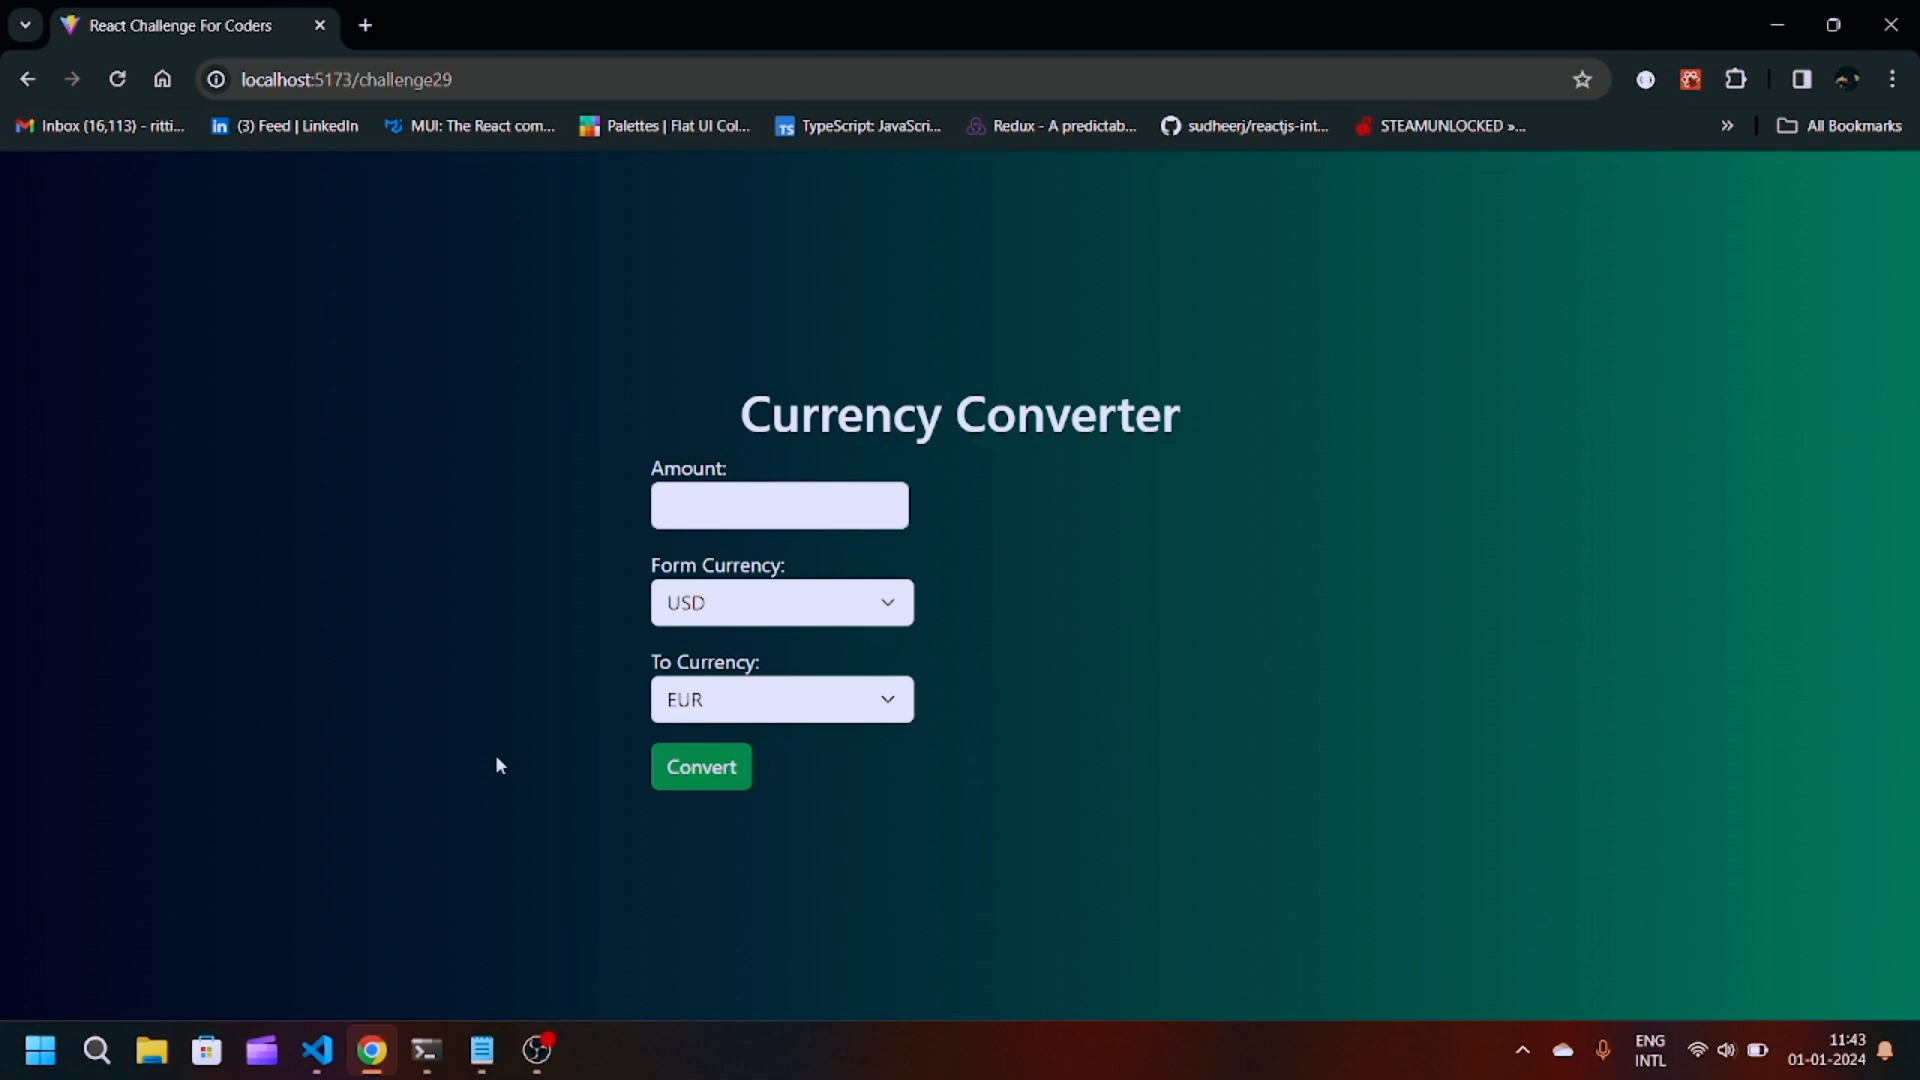 React Challenge For Coders
localhost:5173/challenge29
Inbox (16,113) - ritti...
(3) Feed | LinkedIn
MUI: The React com...
Palettes | Flat UI Col...
TS
TypeScript: JavaScri...
Redux - A predictab...
sudheerj/reactjs-int...
STEAMUNLOCKED »...
All Bookmarks
Currency Converter
Amount:
Form Currency:
USD
To Currency:
EUR
Convert
ENG
INTL
11:43
01-01-2024